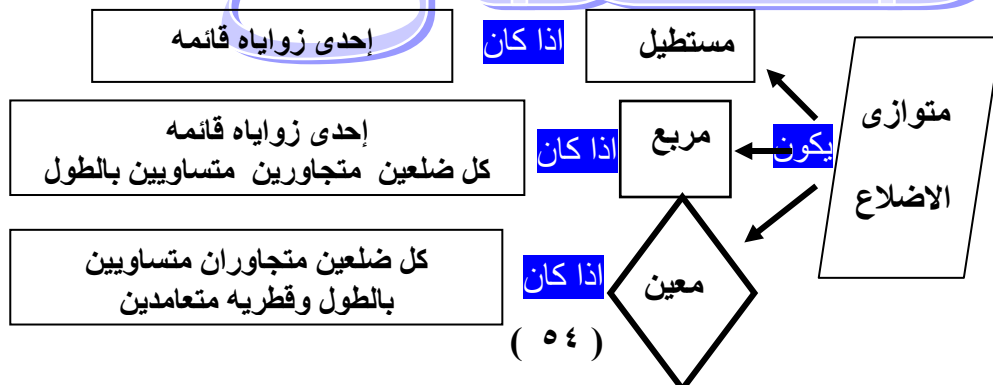 متوازى
الاضلاع
يكون
مستطيل
اذا كان
إحدى زواياه قائمه
مربع
اذا كان
إحدى زواياه قائمه
كل ضلعين متجاورين متساويين بالطول
معين
اذا كان
كل ضلعين متجاوران متساويين
بالطول وقطريه متعامدين
( ٥٤ )